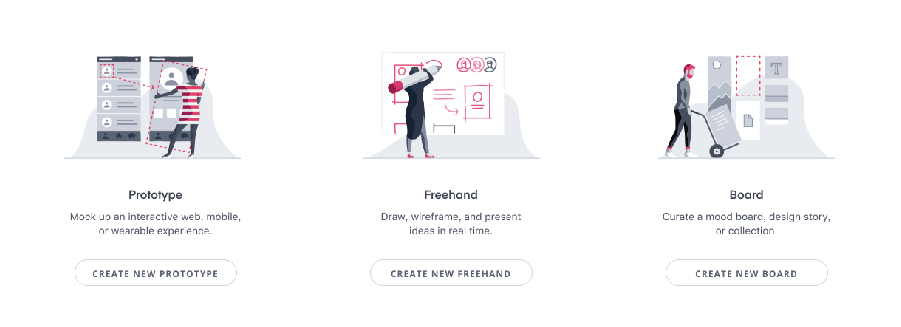 T
Prototype
Mock up an interactive web, mobile,
or wearable experience.
CREATE NEW PROTOTYPE
Freehand
Draw, wireframe, and present
ideas in real time.
CREATE NEW FREEHAND
Board
Curate a mood board, design story,
or collection.
CREATE NEW BOARD